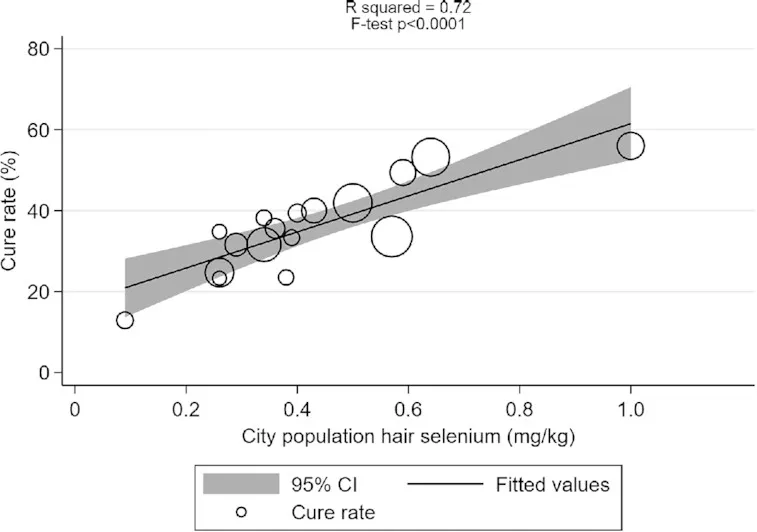 R squared = 0.72
F-test p<0.0001
80
60
40
20
0
Cure rate (%)
0 0.2 0.4 0.6 0.8 1.0
City population hair selenium (mg/kg)
95% CI Fitted values
Cure rate